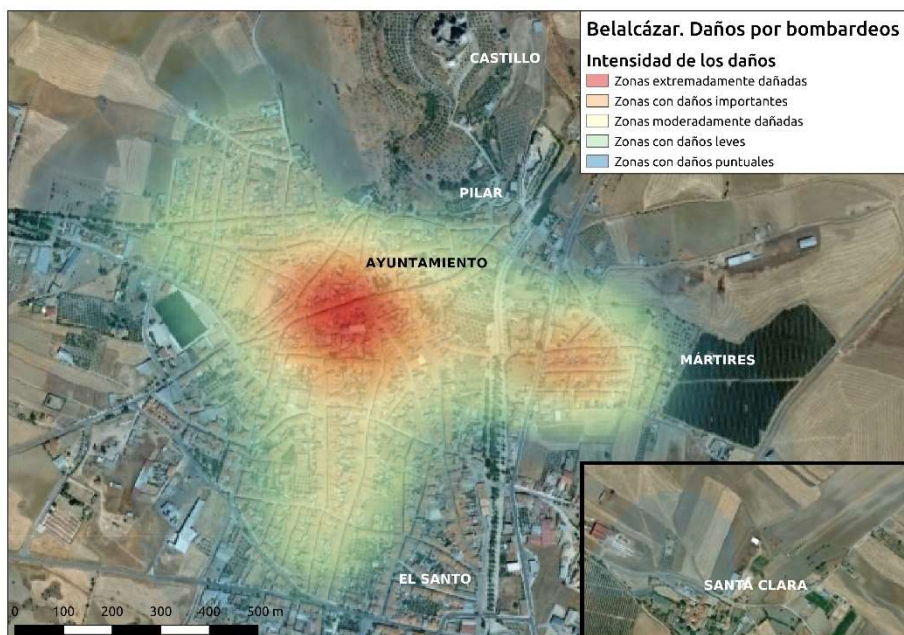 Belalcázar. Daños por bombardeos
Intensidad de los daños
Zonas extremadamente dañadas
Zonas con daños importantes
Zonas moderadamente dañadas
Zonas con daños leves
Zonas con daños puntuales
CASTILLO
PILAR
AYUNTAMIENTO
MÁRTIRES
EL SANTO
SANTA CLARA
0 100 200 300 400 500 m